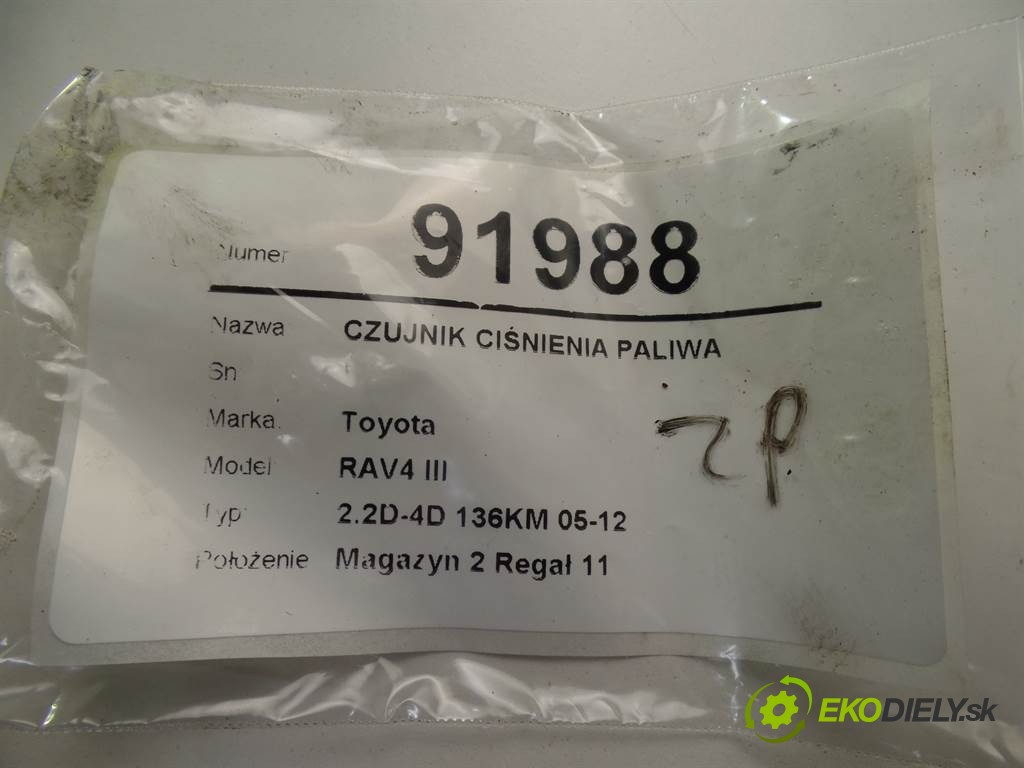 Numer 91988
Nazwa CZUJNIK CIŚNIENIA PALIWA
Sn
Marka Toyota
Model RAV4 III
Typ 2.2D-4D 136KM 05-12
Położenie Magazyn 2 Regał 11
EKODIELY.sk